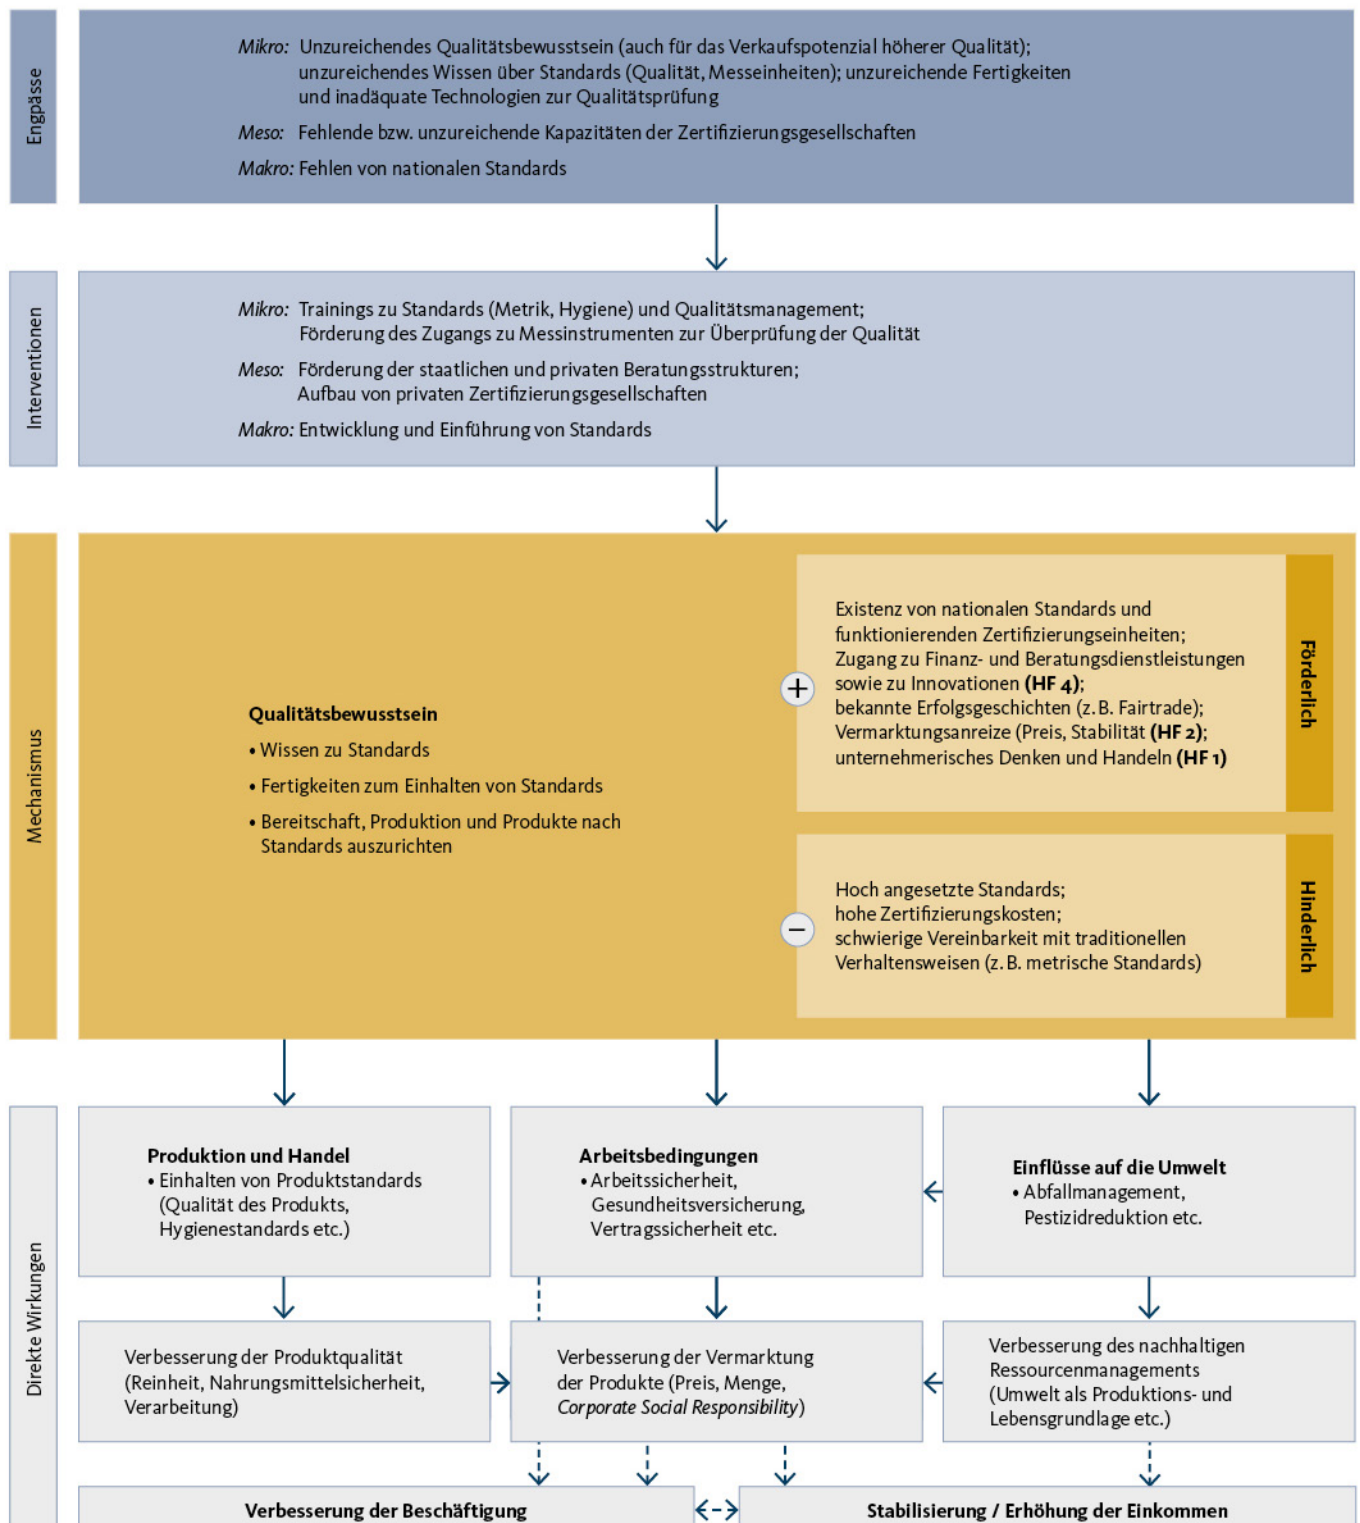 Engpässe
Mikro: Unzureichendes Qualitätsbewusstsein (auch für das Verkaufspotenzial höherer Qualität);
unzureichendes Wissen über Standards (Qualität, Messeinheiten); unzureichende Fertigkeiten
und inadäquate Technologien zur Qualitätsprüfung
Meso: Fehlende bzw. unzureichende Kapazitäten der Zertifizierungsgesellschaften
Makro: Fehlen von nationalen Standards
Interventionen
Mikro: Trainings zu Standards (Metrik, Hygiene) und Qualitätsmanagement;
Förderung des Zugangs zu Messinstrumenten zur Überprüfung der Qualität
Meso: Förderung der staatlichen und privaten Beratungsstrukturen;
Aufbau von privaten Zertifizierungsgesellschaften
Makro: Entwicklung und Einführung von Standards
Mechanismus
Qualitätsbewusstsein
• Wissen zu Standards
• Fertigkeiten zum Einhalten von Standards
• Bereitschaft, Produktion und Produkte nach
Standards auszurichten
+
Existenz von nationalen Standards und
funktionierenden Zertifizierungseinheiten;
Zugang zu Finanz- und Beratungsdienstleistungen
sowie zu Innovationen (HF 4);
bekannte Erfolgsgeschichten (z. B. Fairtrade);
Vermarktungsanreize (Preis, Stabilität (HF 2);
unternehmerisches Denken und Handeln (HF 1)
Förderlich
−
Hoch angesetzte Standards;
hohe Zertifizierungskosten;
schwierige Vereinbarkeit mit traditionellen
Verhaltensweisen (z. B. metrische Standards)
Hinderlich
Direkte Wirkungen
Produktion und Handel
• Einhalten von Produktstandards
(Qualität des Produkts,
Hygienestandards etc.)
Arbeitsbedingungen
• Arbeitssicherheit,
Gesundheitsversicherung,
Vertragssicherheit etc.
Einflüsse auf die Umwelt
• Abfallmanagement,
Pestizidreduktion etc.
Verbesserung der Produktqualität
(Reinheit, Nahrungsmittelsicherheit,
Verarbeitung)
Verbesserung der Vermarktung
der Produkte (Preis, Menge,
Corporate Social Responsibility)
Verbesserung des nachhaltigen
Ressourcenmanagements
(Umwelt als Produktions- und
Lebensgrundlage etc.)
Verbesserung der Beschäftigung
Stabilisierung / Erhöhung der Einkommen